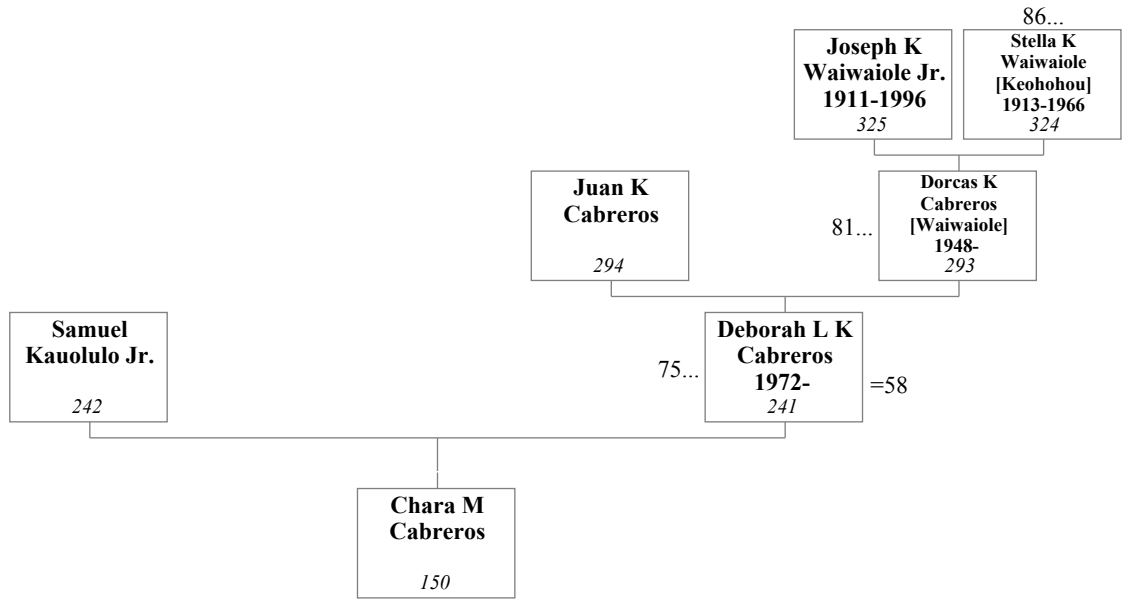 86...
Joseph K
Waiwaiole Jr.
1911-1996
325
Stella K
Waiwaiole
[Keohohou]
1913-1966
324
Juan K
Cabreros
294
81...
Dorcas K
Cabreros
[Waiwaiole]
1948-
293
Samuel
Kauolulo Jr.
242
75...
Deborah L K
Cabreros
1972-
241
=58
Chara M
Cabreros
150